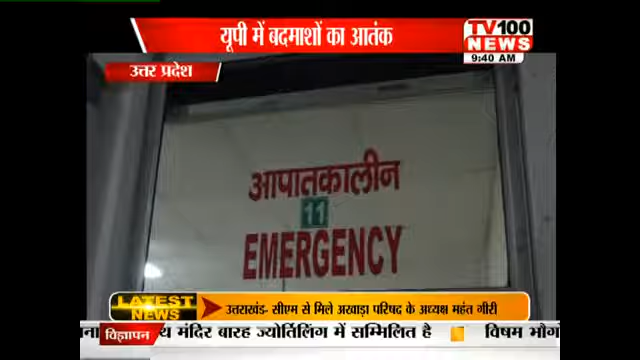 यूपी में बदमाशों का आतंक
TV100
NEWS
9:40 AM
उत्तर प्रदेश
आपातकालीन
11
EMERGENCY
LATEST
NEWS
उत्तराखंड- सीएम से मिले अखाड़ा परिषद के अध्यक्ष महंत गीरी
विज्ञापन
थ मंदिर बारह ज्योर्तिलिंग में सम्मिलित है
विषम भौग